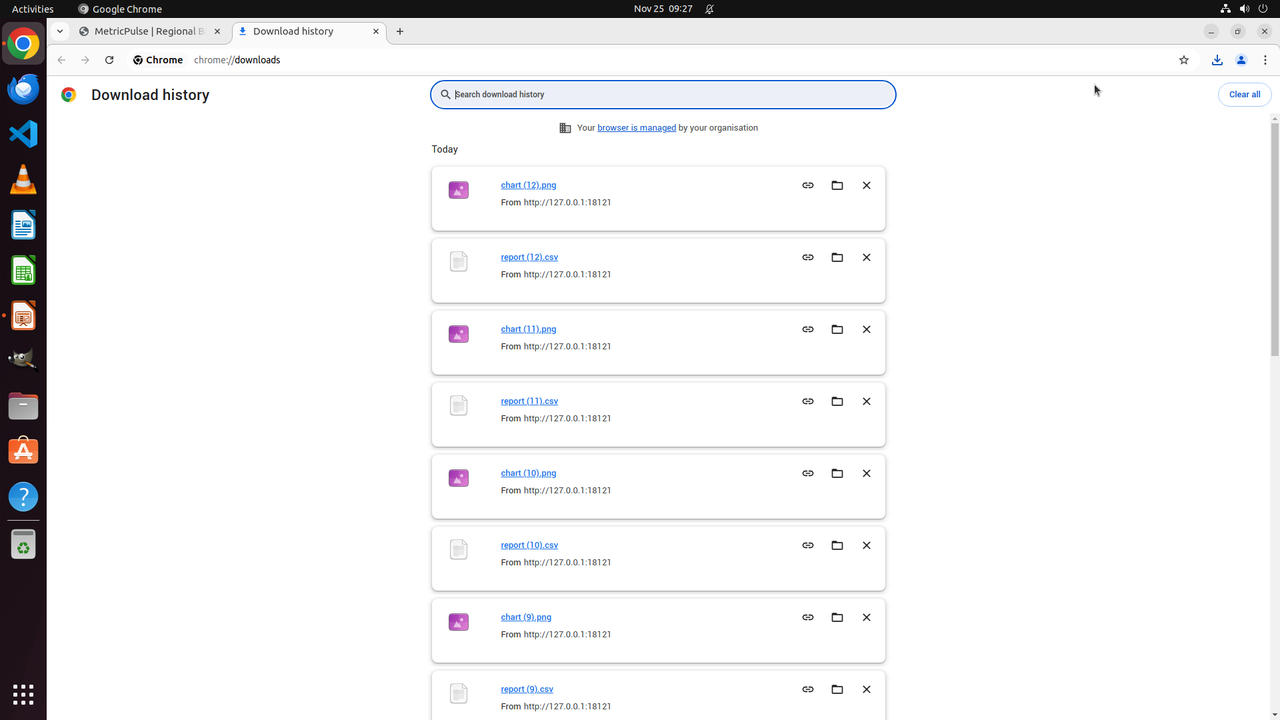 Activities
Google Chrome
Nov 25 09:27
MetricPulse | Regional B
Download history
Chrome
chrome://downloads
Download history
Search download history
Clear all
Your browser is managed by your organisation
Today
chart (12).png
From http://127.0.0.1:18121
report (12).csv
From http://127.0.0.1:18121
chart (11).png
From http://127.0.0.1:18121
report (11).csv
From http://127.0.0.1:18121
chart (10).png
From http://127.0.0.1:18121
report (10).csv
From http://127.0.0.1:18121
chart (9).png
From http://127.0.0.1:18121
report (9).csv
From http://127.0.0.1:18121